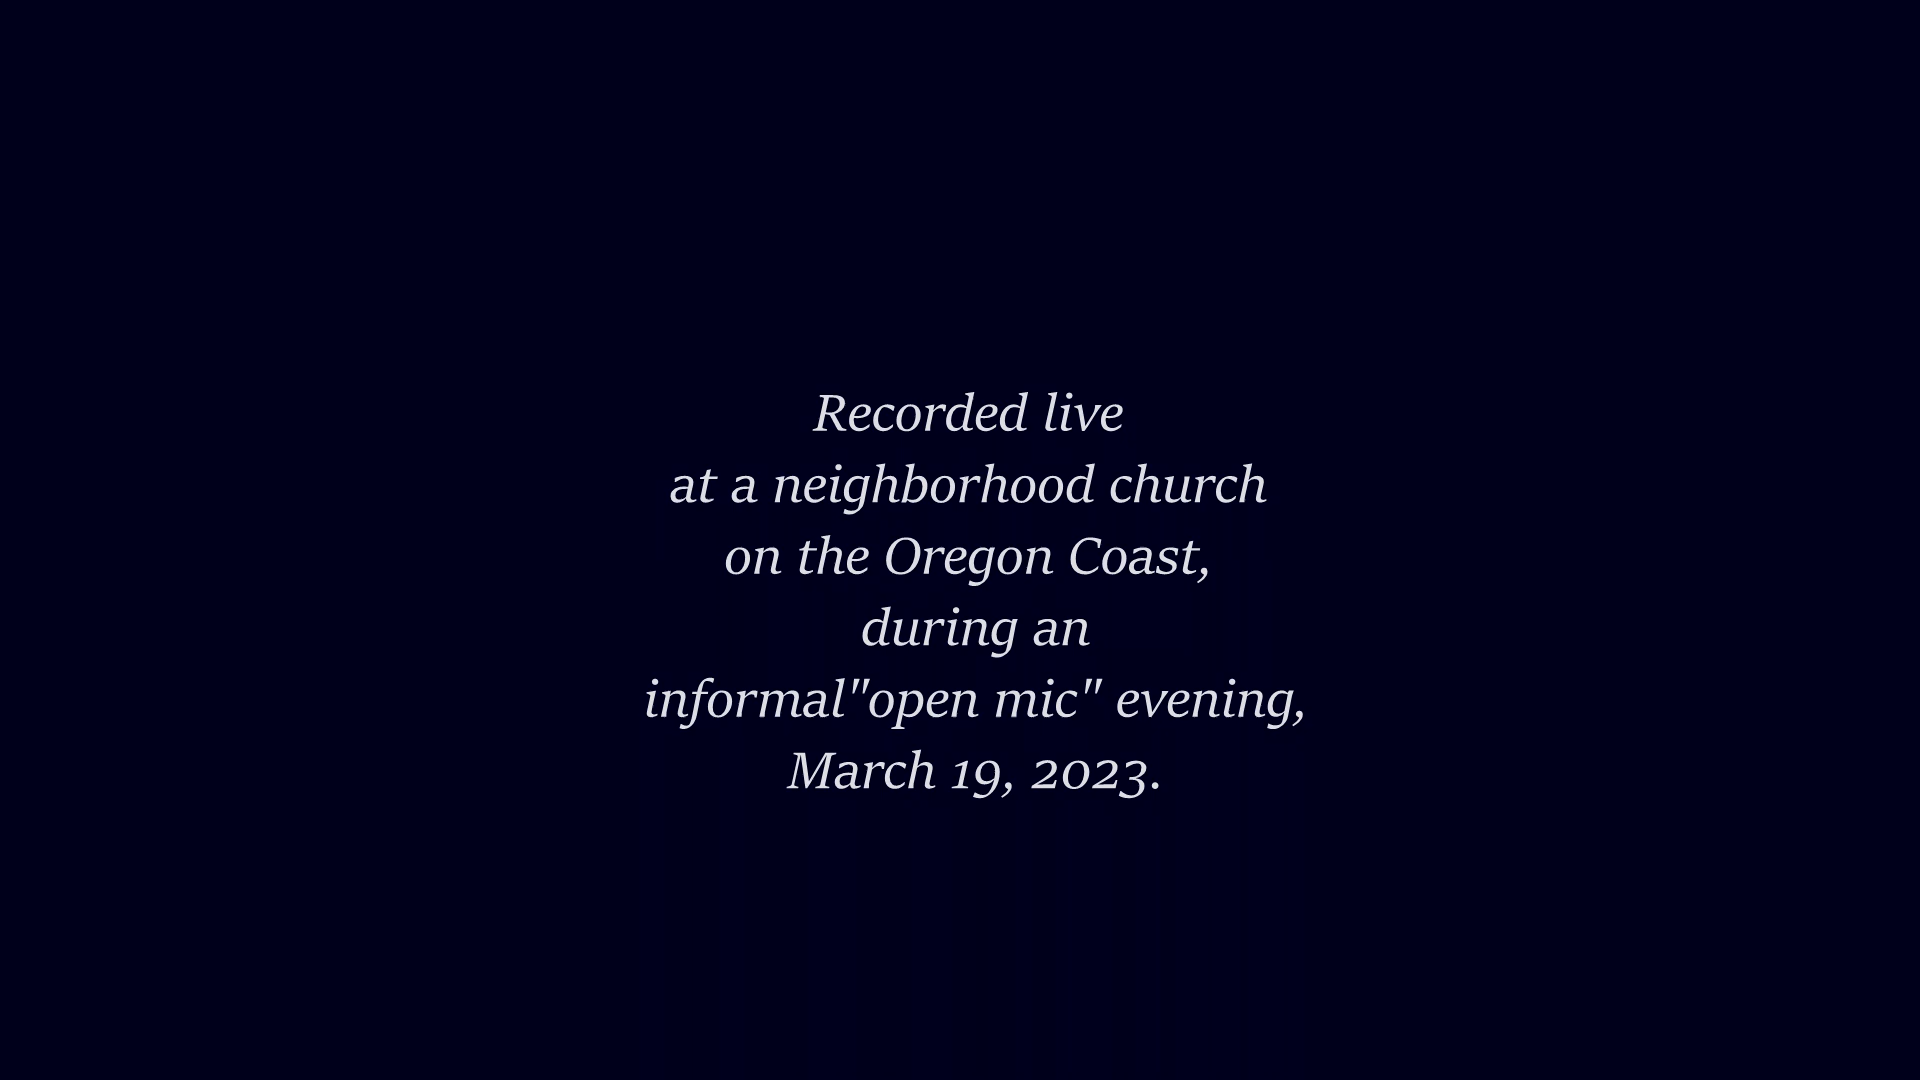 Recorded live
at a neighborhood church
on the Oregon Coast,
during an
informal"open mic" evening,
March 19, 2023.